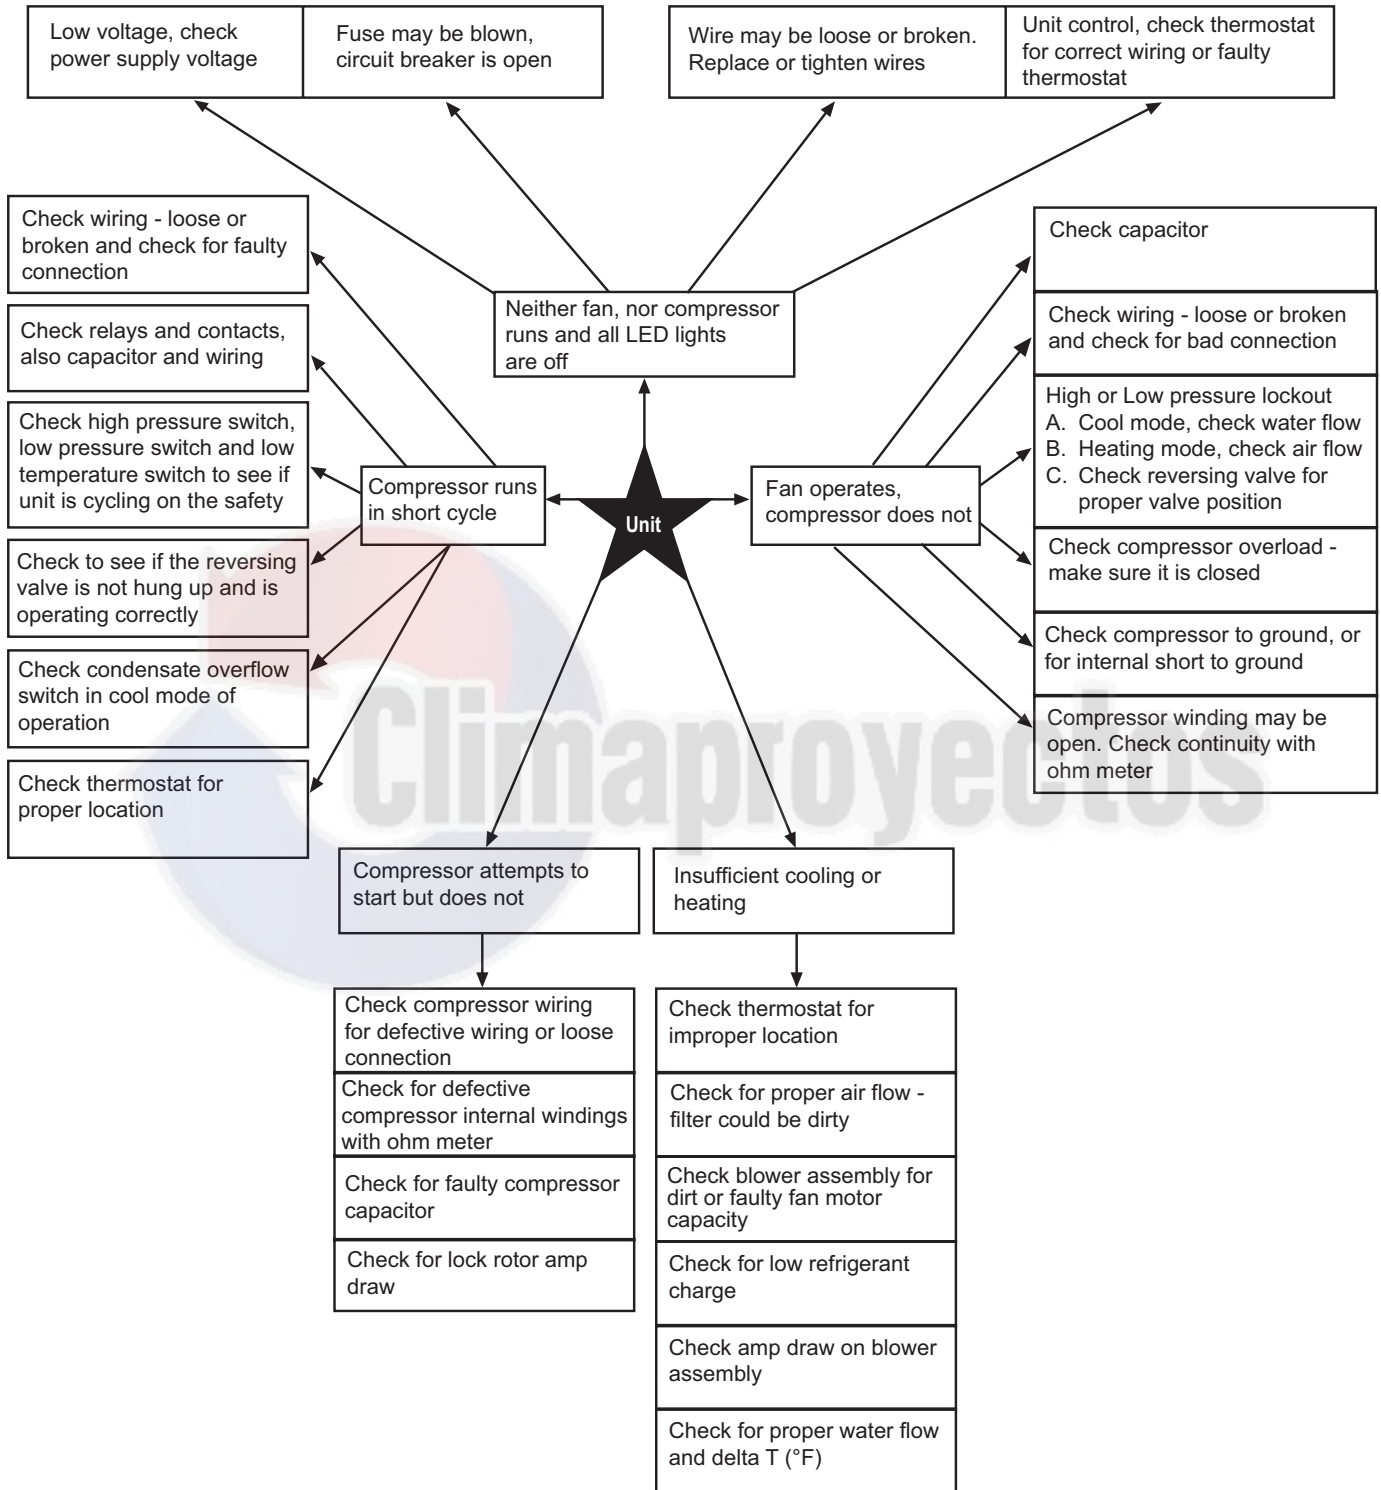 Low voltage, check
power supply voltage
Fuse may be blown,
circuit breaker is open
Wire may be loose or broken.
Replace or tighten wires
Unit control, check thermostat
for correct wiring or faulty
thermostat
Neither fan, nor compressor
runs and all LED lights
are off
Check wiring - loose or
broken and check for faulty
connection
Check relays and contacts,
also capacitor and wiring
Check high pressure switch,
low pressure switch and low
temperature switch to see if
unit is cycling on the safety
Check to see if the reversing
valve is not hung up and is
operating correctly
Check condensate overflow
switch in cool mode of
operation
Check thermostat for
proper location
Compressor runs
in short cycle
Unit
Fan operates,
compressor does not
Check capacitor
Check wiring - loose or broken
and check for bad connection
High or Low pressure lockout
A. Cool mode, check water flow
B. Heating mode, check air flow
C. Check reversing valve for
proper valve position
Check compressor overload -
make sure it is closed
Check compressor to ground, or
for internal short to ground
Compressor winding may be
open. Check continuity with
ohm meter
Climaproyectos
Compressor attempts to
start but does not
Check compressor wiring
for defective wiring or loose
connection
Check for defective
compressor internal windings
with ohm meter
Check for faulty compressor
capacitor
Check for lock rotor amp
draw
Insufficient cooling or
heating
Check thermostat for
improper location
Check for proper air flow -
filter could be dirty
Check blower assembly for
dirt or faulty fan motor
capacity
Check for low refrigerant
charge
Check amp draw on blower
assembly
Check for proper water flow
and delta T (°F)